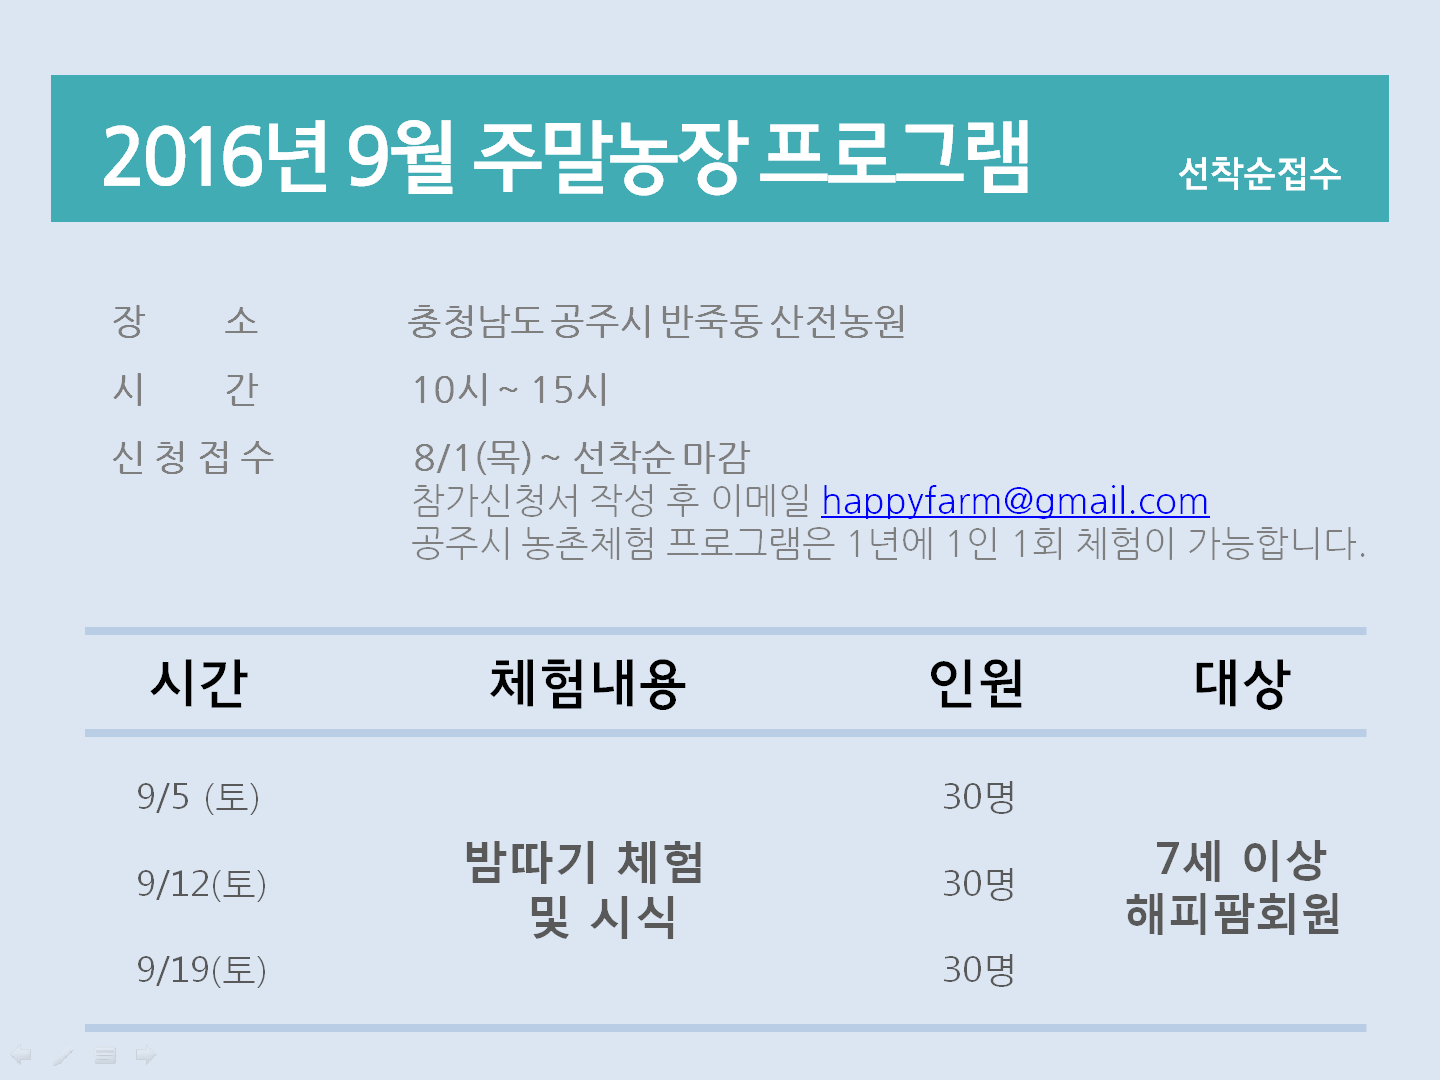 2016년 9월 주말농장 프로그램 선착순접수
장 소 충청남도 공주시 반죽동 산전농원
시 간 10시 ~ 15시
신 청 접 수 8/1(목) ~ 선착순 마감
참가신청서 작성 후 이메일 happyfarm@gmail.com
공주시 농촌체험 프로그램은 1년에 1인 1회 체험이 가능합니다.
시간 체험내용 인원 대상
9/5 (토) 30명
밤따기 체험 7세 이상
9/12(토) 30명
및 시식 해피팜회원
9/19(토) 30명